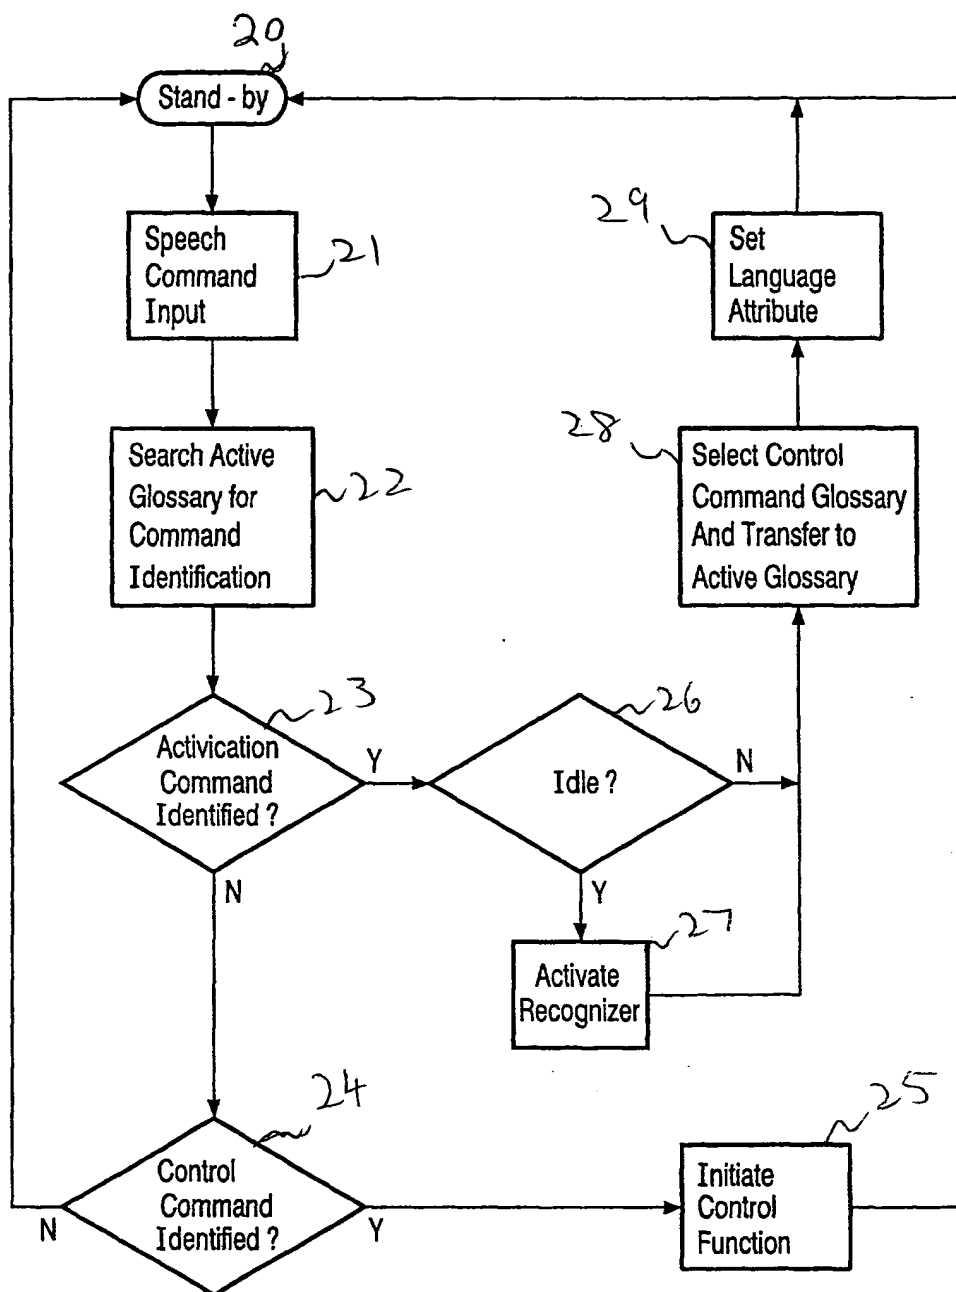 20
Stand - by
21
Speech
Command
Input
22
Search Active
Glossary for
Command
Identification
23
Activication
Command
Identified ?
Y
N
26
Idle ?
N
Y
27
Activate
Recognizer
28
Select Control
Command Glossary
And Transfer to
Active Glossary
29
Set
Language
Attribute
24
Control
Command
Identified ?
N
Y
25
Initiate
Control
Function